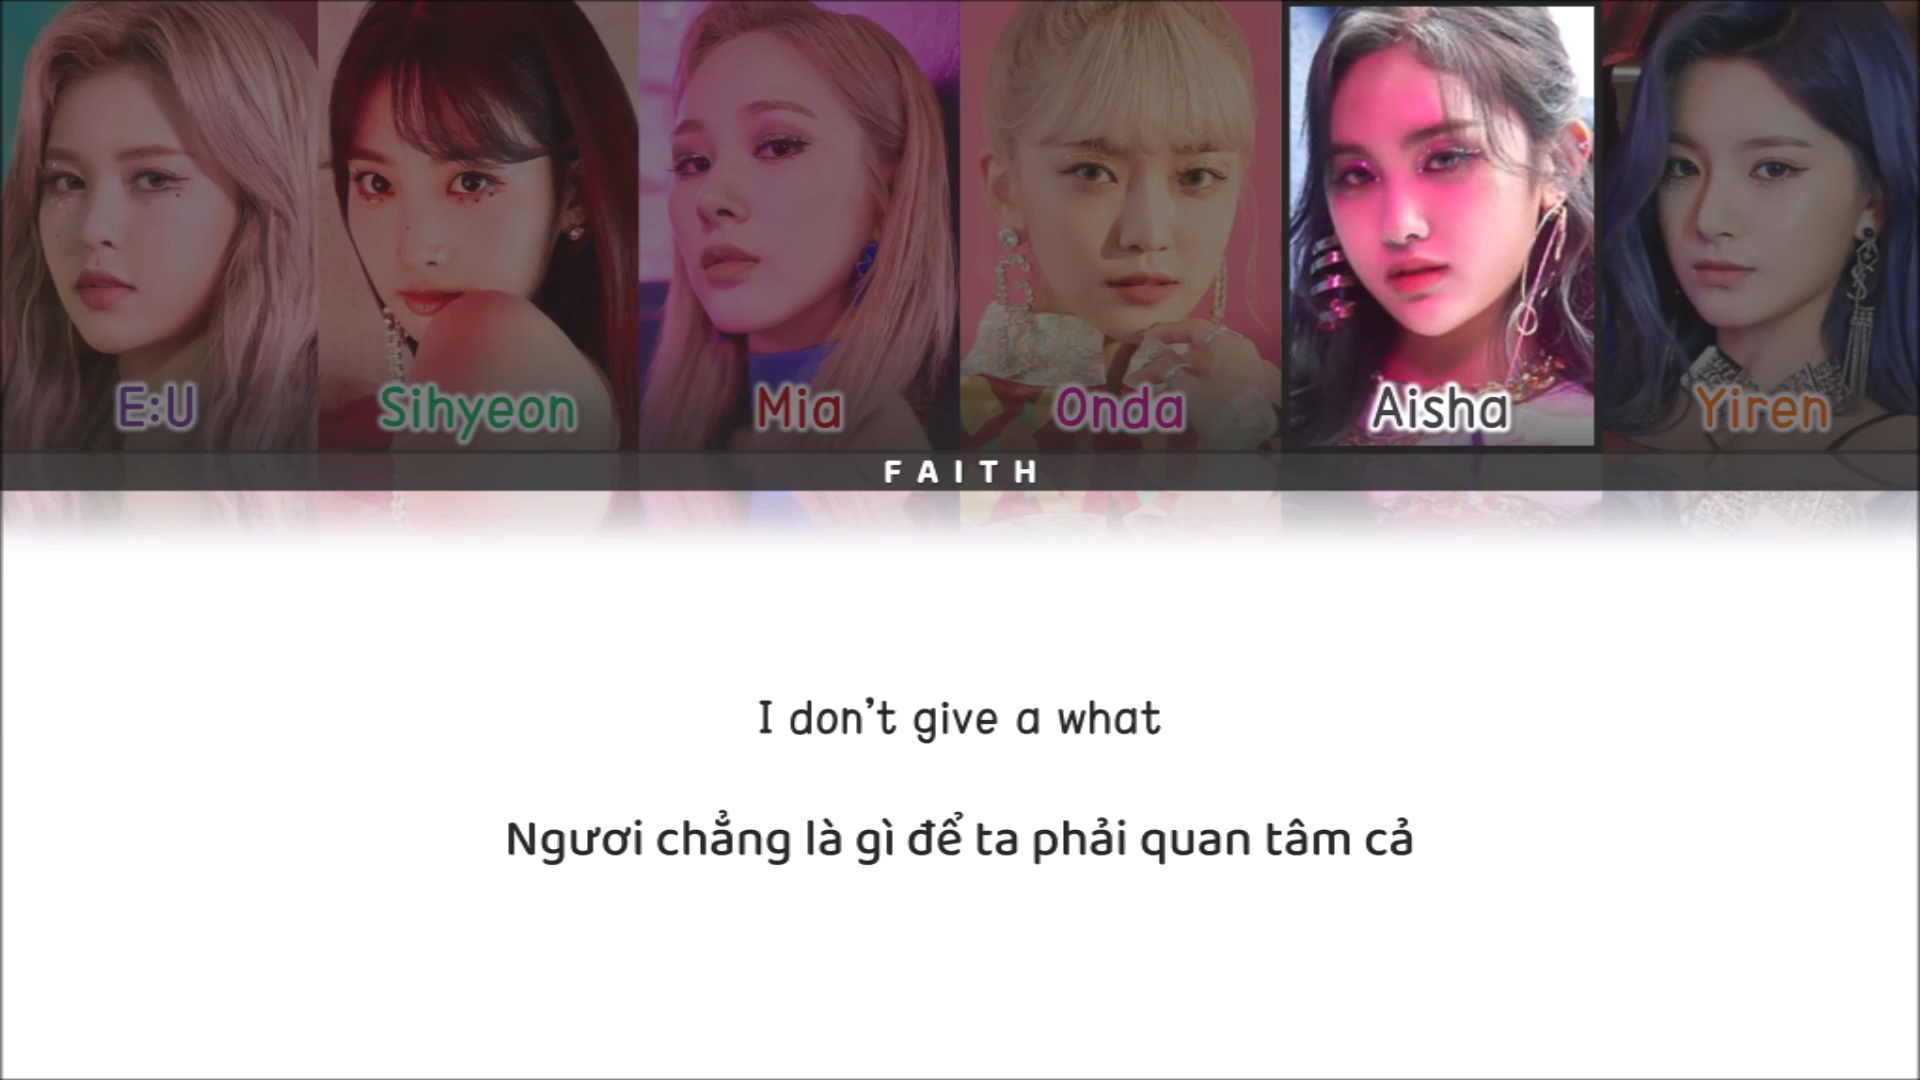 E:U
Sihyeon
Mia
Onda
Aisha
Yiren
FAITH
I don't give a what
Ngươi chẳng là gì để ta phải quan tâm cả